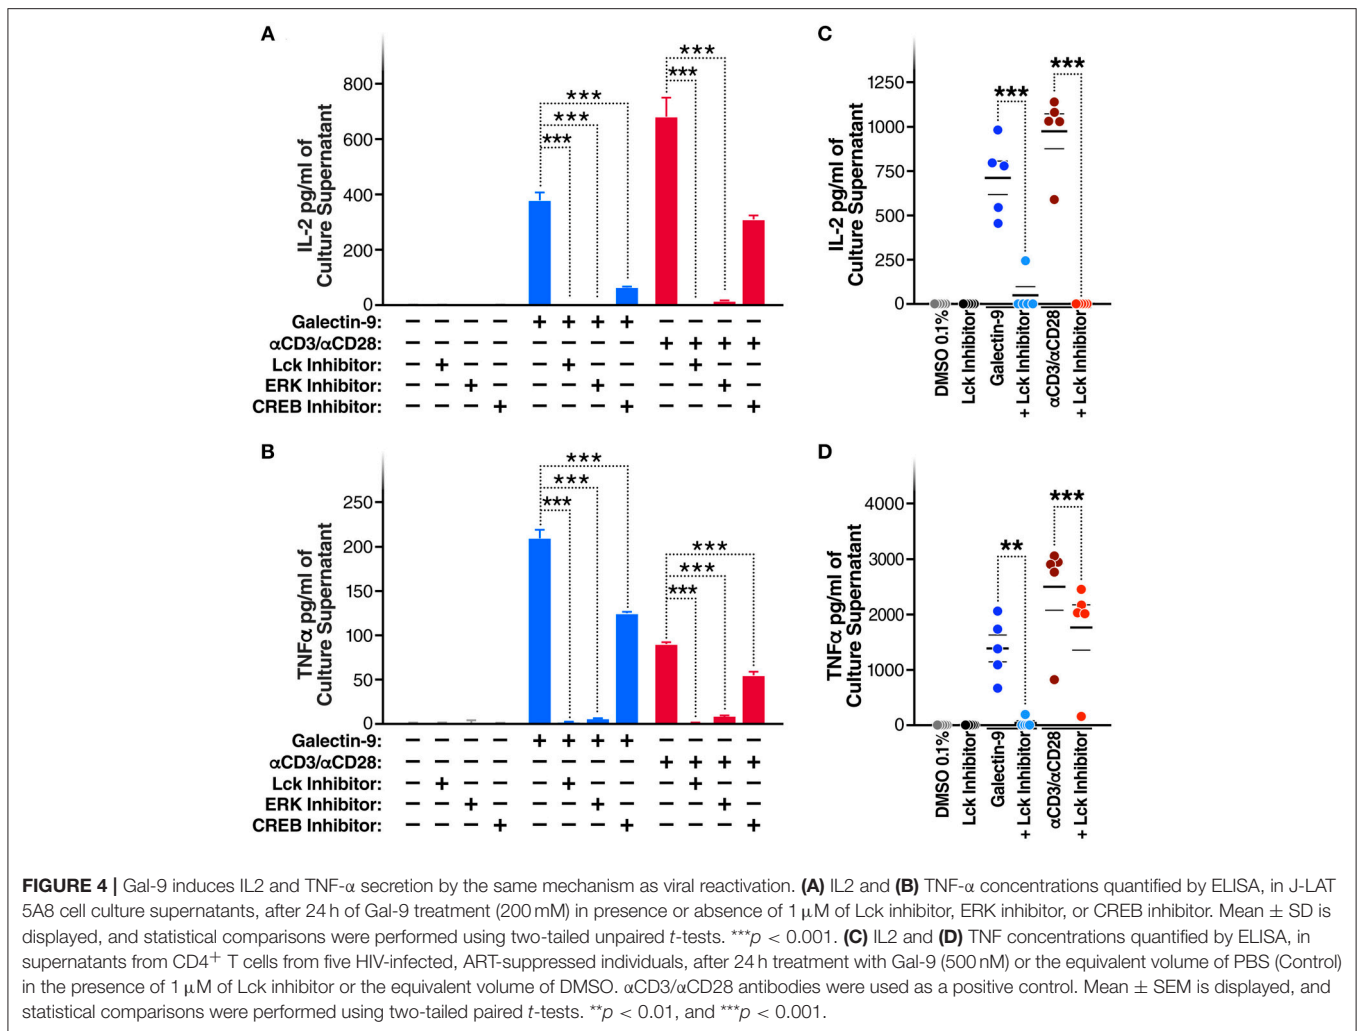 A
IL-2 pg/ml of
Culture Supernatant
800
600
400
200
0
*** *** *** *** ***
Galectin-9: – – – – + + + + – – – –
αCD3/αCD28: – – – – – – – – + + + +
Lck Inhibitor: – + – – – + – – – + – –
ERK Inhibitor: – – + – – – + – – – + –
CREB Inhibitor: – – – + – – – + – – – +
C
IL-2 pg/ml of
Culture Supernatant
1250
1000
750
500
250
0
*** ***
DMSO 0.1%
Lck Inhibitor
Galectin-9
+ Lck Inhibitor
αCD3/αCD28
+ Lck Inhibitor
B
TNFα pg/ml of
Culture Supernatant
250
200
150
100
50
0
*** *** *** *** *** ***
Galectin-9: – – – – + + + + – – – –
αCD3/αCD28: – – – – – – – – + + + +
Lck Inhibitor: – + – – – + – – – + – –
ERK Inhibitor: – – + – – – + – – – + –
CREB Inhibitor: – – – + – – – + – – – +
D
TNFα pg/ml of
Culture Supernatant
4000
3000
2000
1000
0
** ***
DMSO 0.1%
Lck Inhibitor
Galectin-9
+ Lck Inhibitor
αCD3/αCD28
+ Lck Inhibitor
FIGURE 4 | Gal-9 induces IL2 and TNF-α secretion by the same mechanism as viral reactivation. (A) IL2 and (B) TNF-α concentrations quantified by ELISA, in J-LAT
5A8 cell culture supernatants, after 24 h of Gal-9 treatment (200 mM) in presence or absence of 1 μM of Lck inhibitor, ERK inhibitor, or CREB inhibitor. Mean ± SD is
displayed, and statistical comparisons were performed using two-tailed unpaired t-tests. ***p < 0.001. (C) IL2 and (D) TNF concentrations quantified by ELISA, in
supernatants from CD4+ T cells from five HIV-infected, ART-suppressed individuals, after 24 h treatment with Gal-9 (500 nM) or the equivalent volume of PBS (Control)
in the presence of 1 μM of Lck inhibitor or the equivalent volume of DMSO. αCD3/αCD28 antibodies were used as a positive control. Mean ± SEM is displayed, and
statistical comparisons were performed using two-tailed paired t-tests. **p < 0.01, and ***p < 0.001.